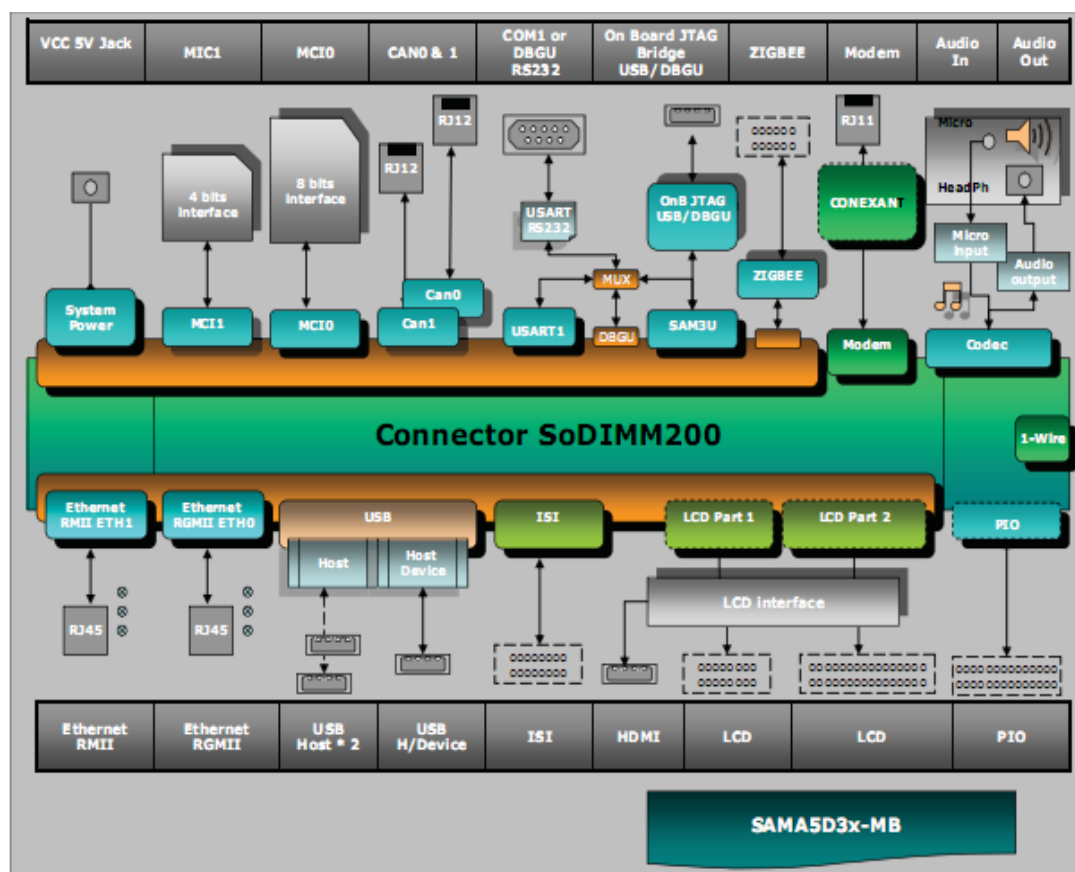 VCC 5V Jack
MIC1
MCI0
CAN0 & 1
COM1 or
DBGU
RS232
On Board JTAG
Bridge
USB/DBGU
ZIGBEE
Modem
Audio
In
Audio
Out
RJ12
RJ12
RJ11
Micro
HeadPh
4 bits
Interface
8 bits
Interface
USART
RS232
OnB JTAG
USB/DBGU
CONEXANT
Micro
Input
Audio
output
MUX
ZIGBEE
System
Power
MCI1
MCI0
Can0
Can1
USART1
DBGU
SAM3U
Modem
Codec
Connector SoDIMM200
1-Wire
Ethernet
RMII ETH1
Ethernet
RGMII ETH0
USB
Host
Host
Device
ISI
LCD Part 1
LCD Part 2
PIO
LCD interface
RJ45
RJ45
Ethernet
RMII
Ethernet
RGMII
USB
Host * 2
USB
H/Device
ISI
HDMI
LCD
LCD
PIO
SAMA5D3x-MB